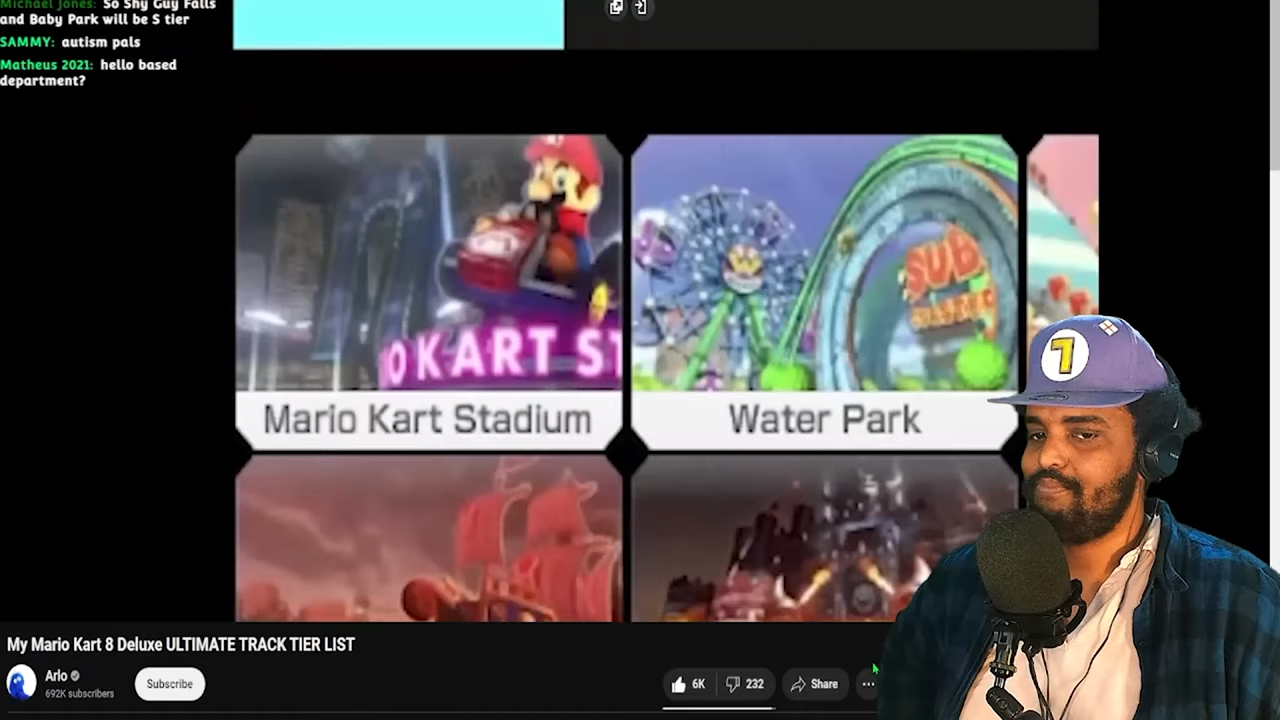 Michael Jones: So Shy Guy Falls
and Baby Park will be S tier
SAMMY: autism pals
Matheus 2021: hello based
department?
SUB
O KART ST
7
Mario Kart Stadium
Water Park
My Mario Kart 8 Deluxe ULTIMATE TRACK TIER LIST
Arlo
692K subscribers
Subscribe
6K
232
Share